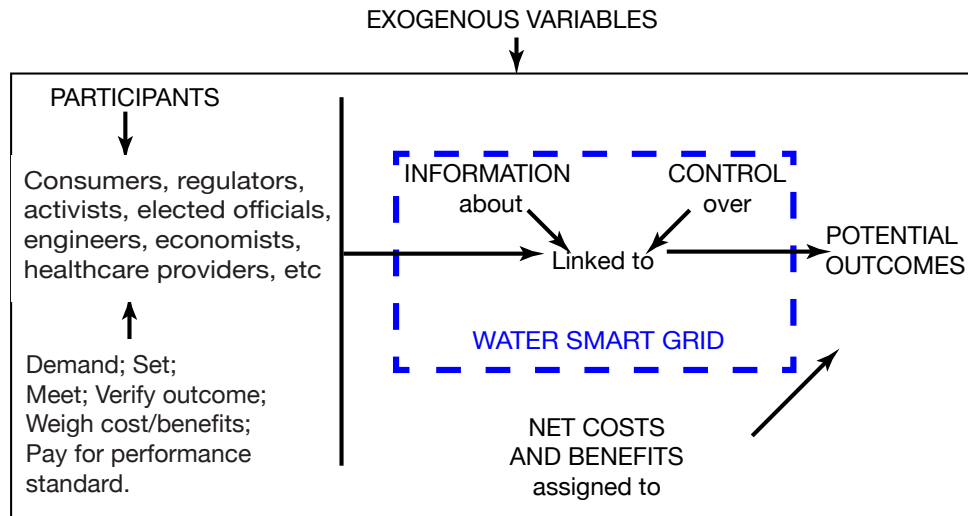 EXOGENOUS VARIABLES
PARTICIPANTS
Consumers, regulators,
activists, elected officials,
engineers, economists,
healthcare providers, etc
Demand; Set;
Meet; Verify outcome;
Weigh cost/benefits;
Pay for performance
standard.
INFORMATION
about
CONTROL
over
Linked to
WATER SMART GRID
POTENTIAL
OUTCOMES
NET COSTS
AND BENEFITS
assigned to